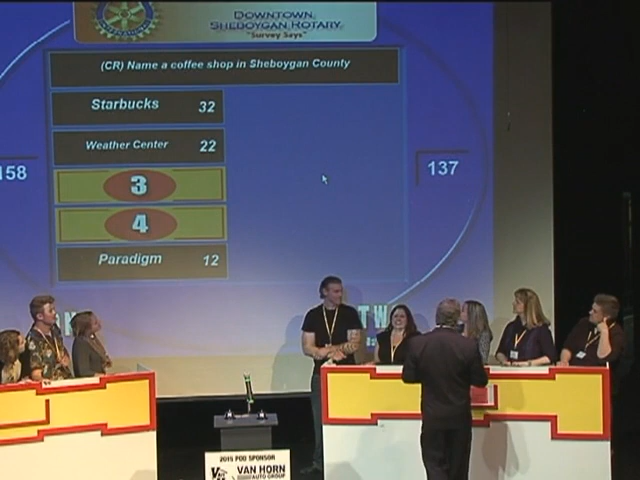 DOWNTOWN
SHEBOYGAN ROTARY
"Survey Says"
(CR) Name a coffee shop in Sheboygan County
Starbucks 32
Weather Center 22
158
137
3
4
Paradigm 12
TW
2015 POD SPONSOR
VAN HORN
AUTO GROUP